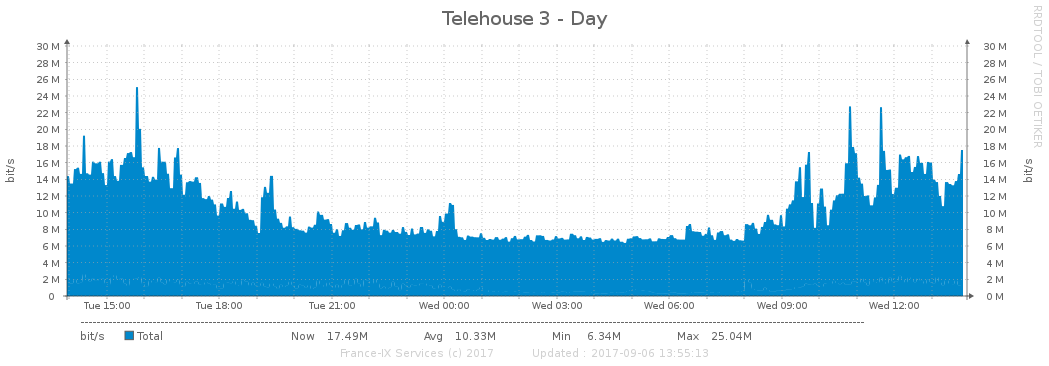 Telehouse 3 - Day
RRDTOOL / TOBI OETIKER
bit/s
bit/s
30 M 30 M
28 M 28 M
26 M 26 M
24 M 24 M
22 M 22 M
20 M 20 M
18 M 18 M
16 M 16 M
14 M 14 M
12 M 12 M
10 M 10 M
8 M 8 M
6 M 6 M
4 M 4 M
2 M 2 M
0 0 M
Tue 15:00 Tue 18:00 Tue 21:00 Wed 00:00 Wed 03:00 Wed 06:00 Wed 09:00 Wed 12:00
bit/s Total Now 17.49M Avg 10.33M Min 6.34M Max 25.04M
France-IX Services (c) 2017 Updated : 2017-09-06 13:55:13